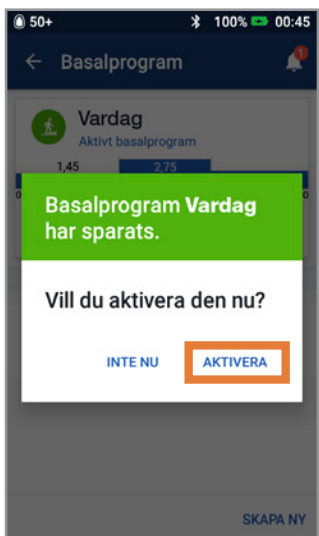 50+ 100% 00:45
Basalprogram
1
Vardag
Aktivt basalprogram
1,45 2,75
Basalprogram Vardag
har sparats.
Vill du aktivera den nu?
INTE NU AKTIVERA
SKAPA NY